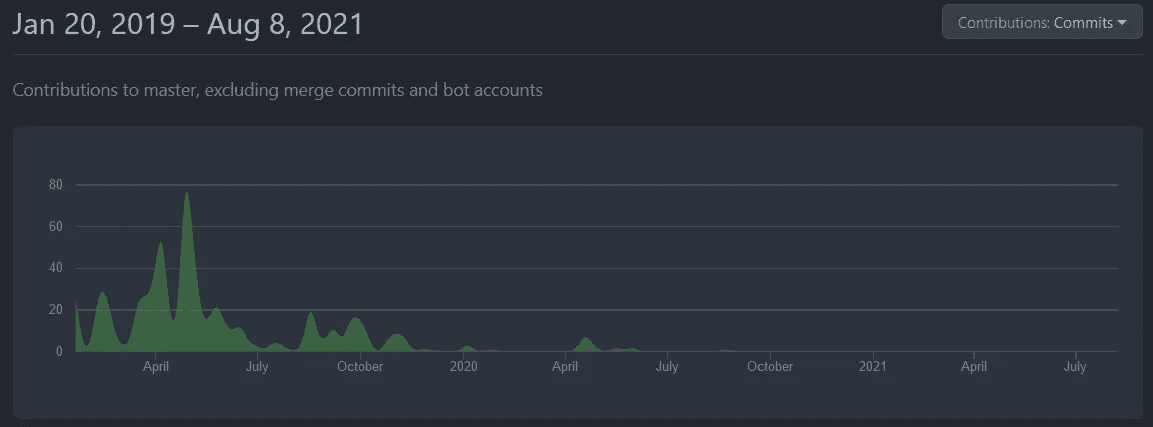 Jan 20, 2019 – Aug 8, 2021
Contributions: Commits
Contributions to master, excluding merge commits and bot accounts
80
60
40
20
0
April July October 2020 April July October 2021 April July